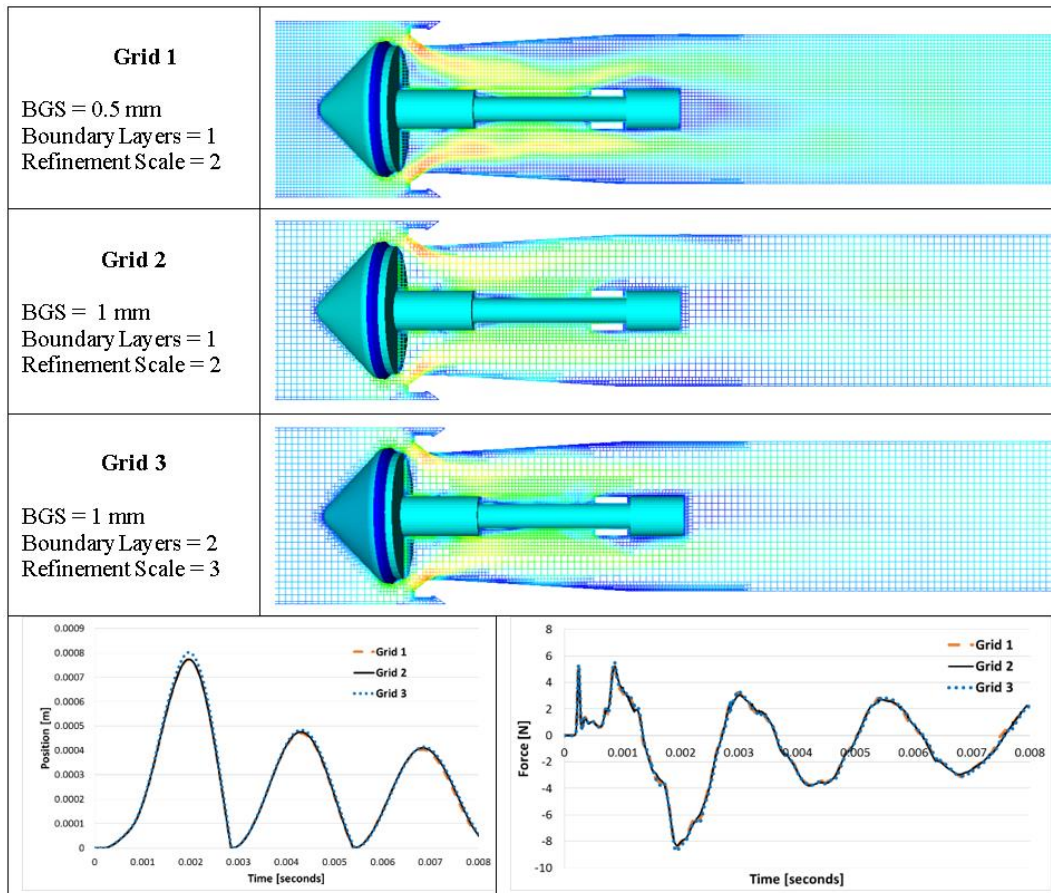 Grid 1
BGS = 0.5 mm
Boundary Layers = 1
Refinement Scale = 2
Grid 2
BGS = 1 mm
Boundary Layers = 1
Refinement Scale = 2
Grid 3
BGS = 1 mm
Boundary Layers = 2
Refinement Scale = 3
0.0009
0.0008
0.0007
0.0006
0.0005
0.0004
0.0003
0.0002
0.0001
0
Position [m]
Grid 1
Grid 2
Grid 3
0 0.001 0.002 0.003 0.004 0.005 0.006 0.007 0.008
Time [seconds]
8
6
4
2
0
-2
-4
-6
-8
-10
Force [N]
Grid 1
Grid 2
Grid 3
0 0.001 0.002 0.003 0.004 0.005 0.006 0.007 0.008
Time [seconds]